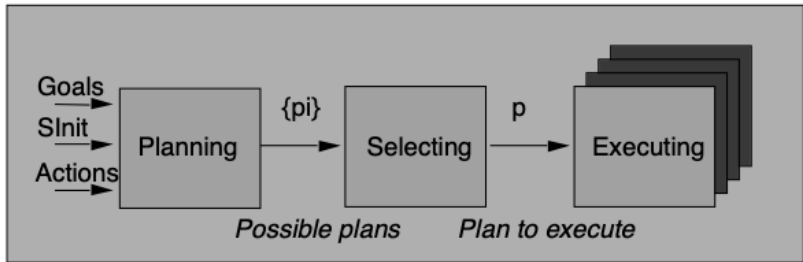 Goals
SInit
Actions
Planning
{pi}
Possible plans
Selecting
p
Plan to execute
Executing